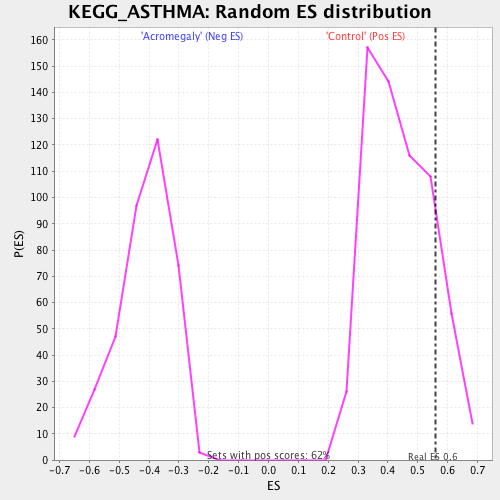 KEGG_ASTHMA: Random ES distribution
'Acromegaly' (Neg ES)
'Control' (Pos ES)
160
150
140
130
120
110
100
90
80
70
60
50
40
30
20
10
0
P(ES)
Sets with pos scores: 62%
Real ES 0.6
-0.7 -0.6 -0.5 -0.4 -0.3 -0.2 -0.1 0.0 0.1 0.2 0.3 0.4 0.5 0.6 0.7
ES